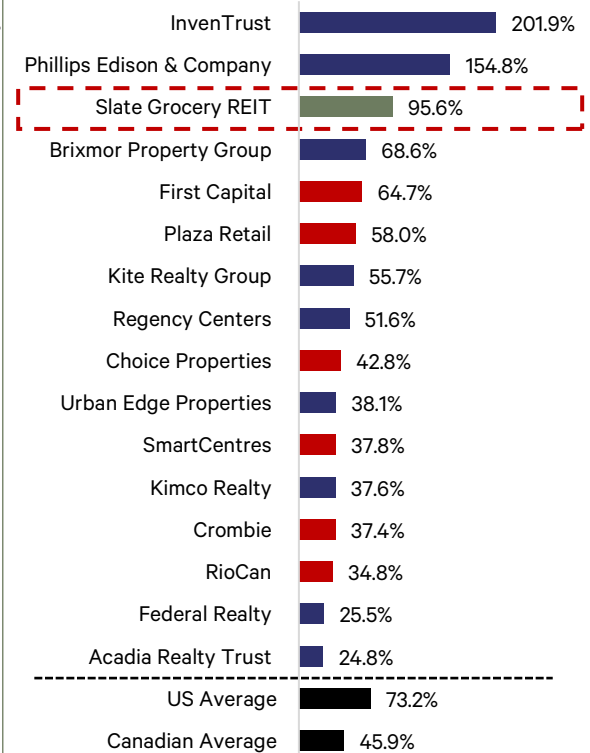 InvenTrust 201.9%
Phillips Edison & Company 154.8%
Slate Grocery REIT 95.6%
Brixmor Property Group 68.6%
First Capital 64.7%
Plaza Retail 58.0%
Kite Realty Group 55.7%
Regency Centers 51.6%
Choice Properties 42.8%
Urban Edge Properties 38.1%
SmartCentres 37.8%
Kimco Realty 37.6%
Crombie 37.4%
RioCan 34.8%
Federal Realty 25.5%
Acadia Realty Trust 24.8%
US Average 73.2%
Canadian Average 45.9%